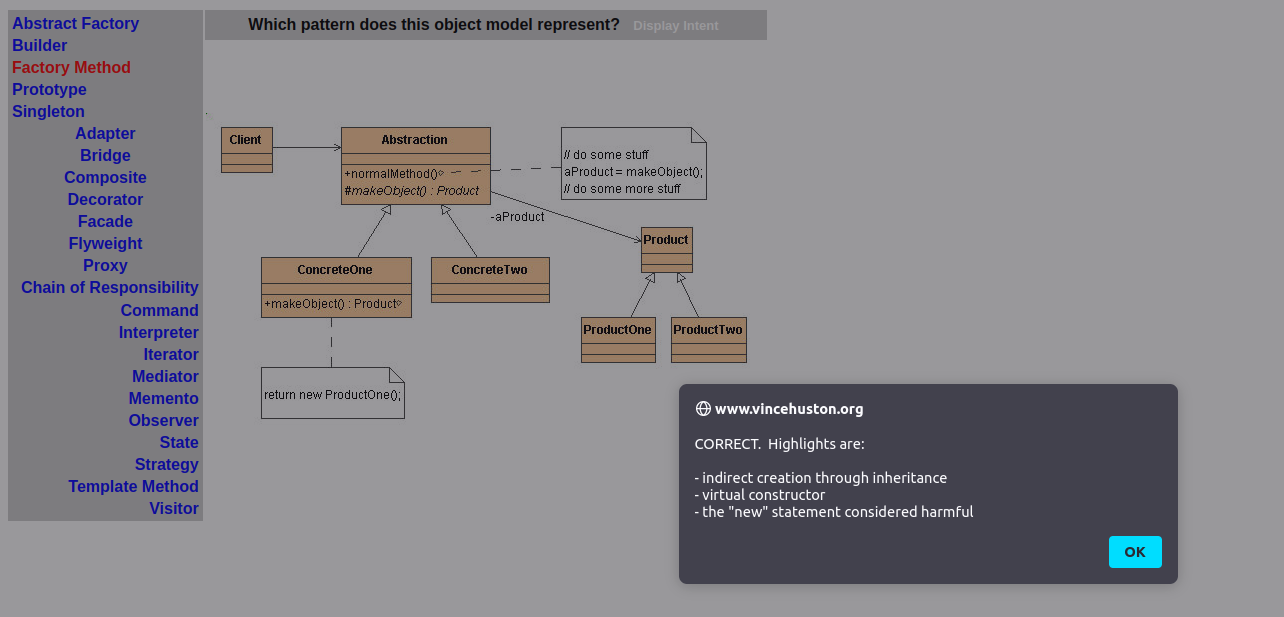 Abstract Factory
Builder
Factory Method
Prototype
Singleton
Adapter
Bridge
Composite
Decorator
Facade
Flyweight
Proxy
Chain of Responsibility
Command
Interpreter
Iterator
Mediator
Memento
Observer
State
Strategy
Template Method
Visitor
Which pattern does this object model represent? Display Intent
Client
Abstraction
+normalMethod()
#makeObject() : Product
// do some stuff
aProduct = makeObject();
// do some more stuff
-aProduct
Product
ConcreteOne
+makeObject() : Product
ConcreteTwo
ProductOne
ProductTwo
return new ProductOne();
www.vincehuston.org
CORRECT.  Highlights are:
- indirect creation through inheritance
- virtual constructor
- the "new" statement considered harmful
OK